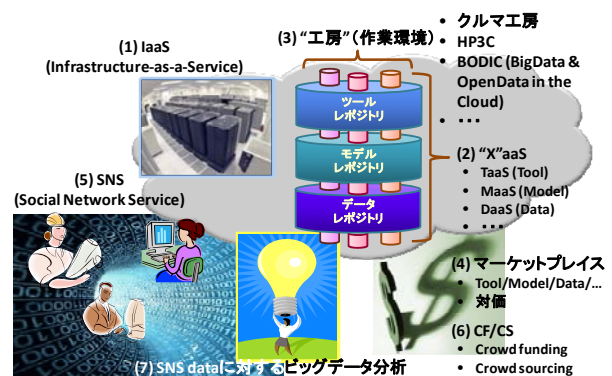 (1) IaaS
(Infrastructure-as-a-Service)
(3) “工房”(作業環境)
• クルマ工房
• HP3C
• BODIC (BigData &
OpenData in the
Cloud)
• ・・・
ツール
レポジトリ
モデル
レポジトリ
データ
レポジトリ
(2) “X”aaS
• TaaS (Tool)
• MaaS (Model)
• DaaS (Data)
• ・・・
(5) SNS
(Social Network Service)
(4) マーケットプレイス
• Tool/Model/Data/…
• 対価
(6) CF/CS
• Crowd funding
• Crowd sourcing
(7) SNS dataに対するビッグデータ分析